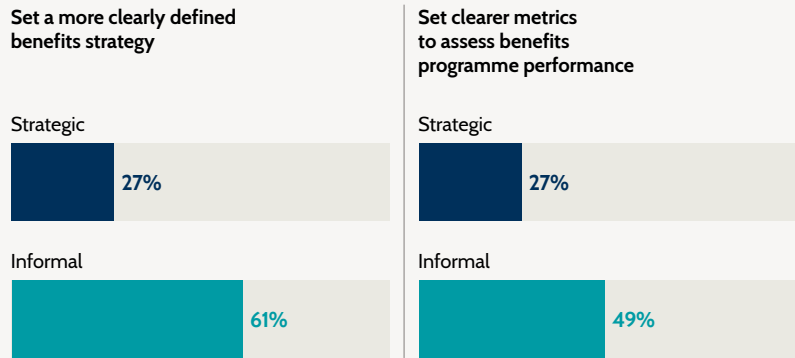 Set a more clearly defined
benefits strategy
Strategic
27%
Informal
61%
Set clearer metrics
to assess benefits
programme performance
Strategic
27%
Informal
49%